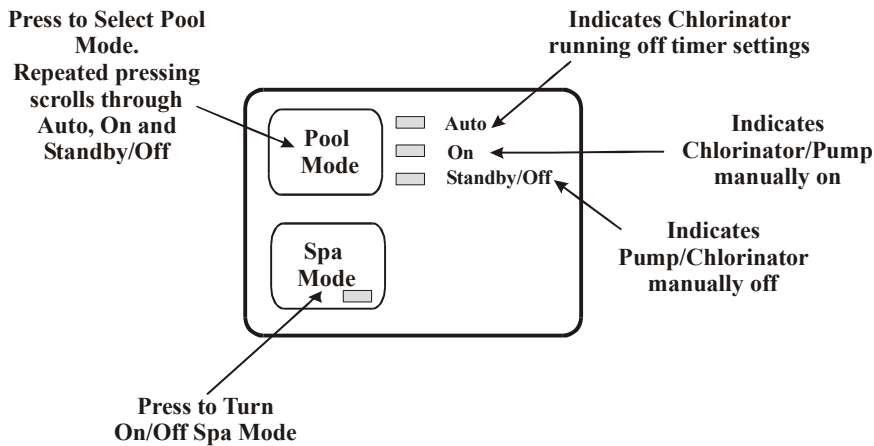 Press to Select Pool
Mode.
Repeated pressing
scrolls through
Auto, On and
Standby/Off
Indicates Chlorinator
running off timer settings
Pool
Mode
Auto
On
Standby/Off
Indicates
Chlorinator/Pump
manually on
Indicates
Pump/Chlorinator
manually off
Spa
Mode
Press to Turn
On/Off Spa Mode